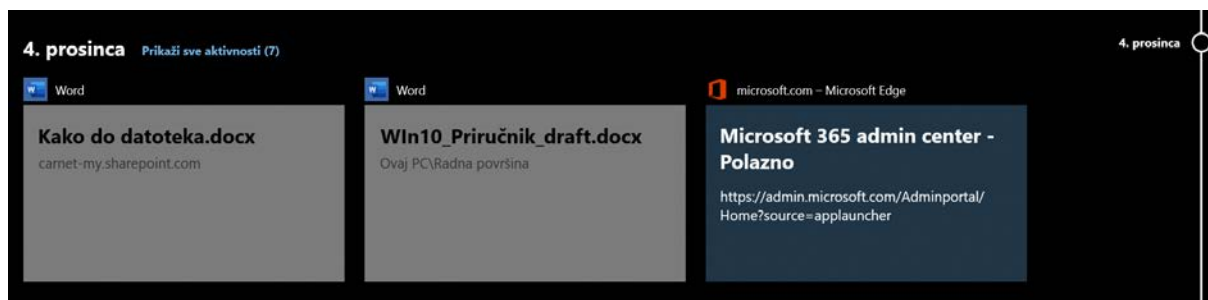 4. prosinca Prikaži sve aktivnosti (7)
4. prosinca
Word
Kako do datoteka.docx
carnet-my.sharepoint.com
Word
WIn10_Priručnik_draft.docx
Ovaj PC\Radna površina
microsoft.com – Microsoft Edge
Microsoft 365 admin center -
Polazno
https://admin.microsoft.com/Adminportal/
Home?source=applauncher